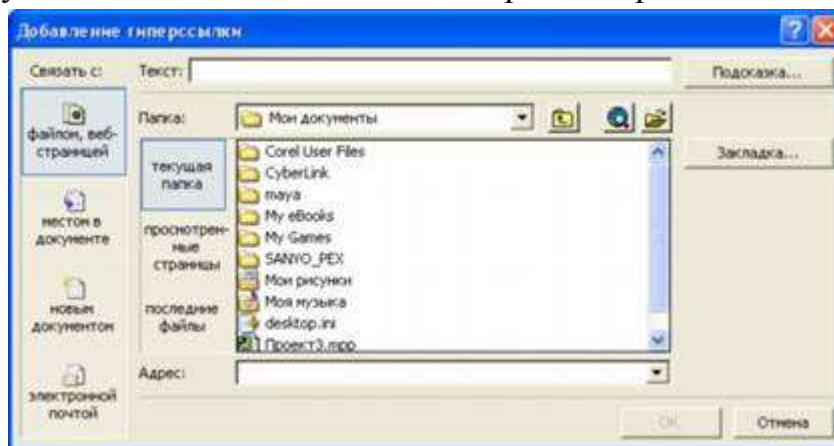 Добавление гиперссылки
Связать с:
Текст:
Подсказка...
файлом, веб-
страницей
Папка:
Мои документы
Закладка...
текущая
папка
Corel User Files
CyberLink
maya
My eBooks
My Games
SANYO_PEX
Мои рисунки
Моя музыка
desktop.ini
Проект3.mpp
местом в
документе
просмотрен-
ные
страницы
новым
документом
последние
файлы
Адрес:
электронной
почтой
ОК
Отмена